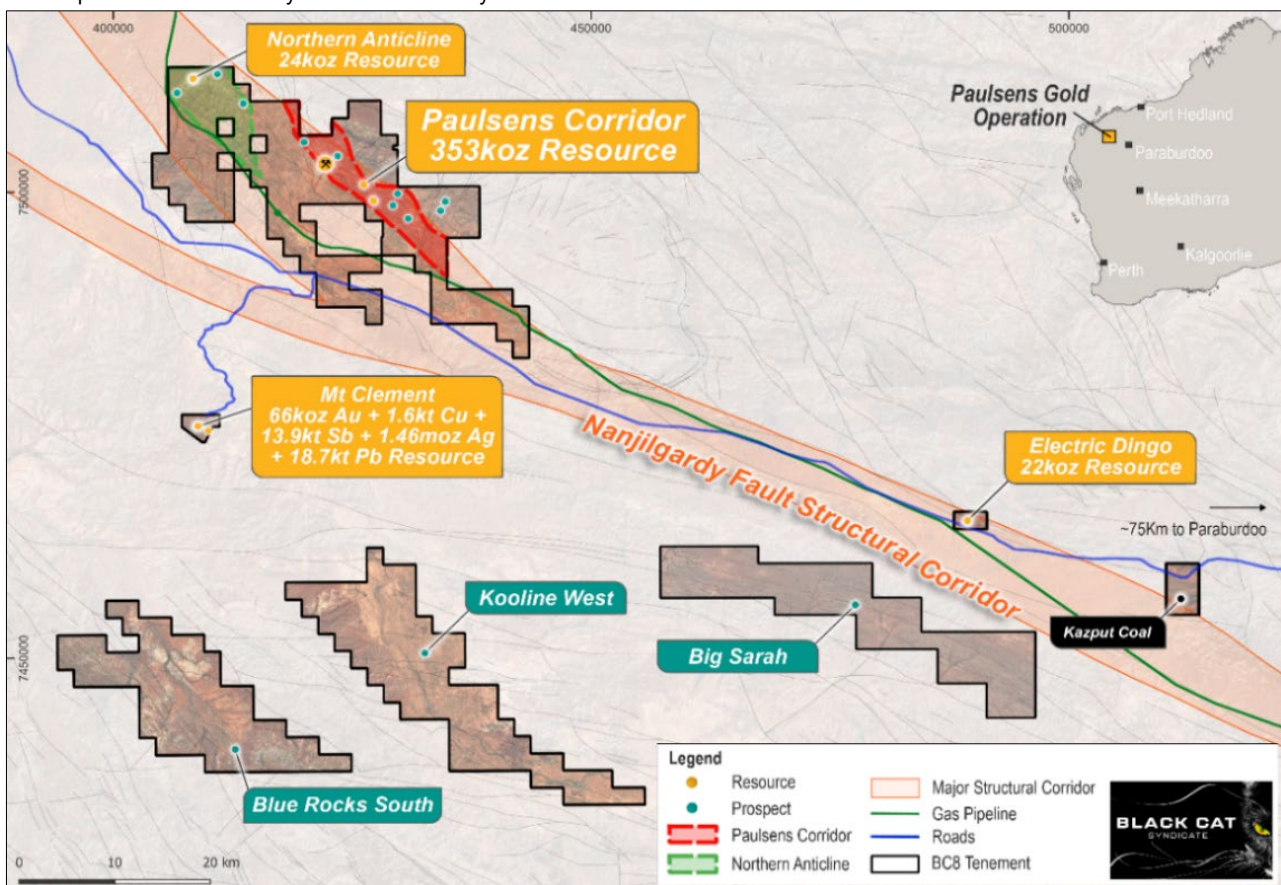 400000
450000
500000
7500000
7450000
Northern Anticline
24koz Resource
Paulsens Corridor
353koz Resource
Paulsens Gold
Operation
Port Hedland
Paraburdoo
Meekatharra
Kalgoorlie
Perth
Mt Clement
66koz Au + 1.6kt Cu +
13.9kt Sb + 1.46moz Ag
+ 18.7kt Pb Resource
Nanjilgardy Fault Structural Corridor
Electric Dingo
22koz Resource
~75Km to Paraburdoo
Kooline West
Big Sarah
Kazput Coal
Blue Rocks South
Legend
Resource
Prospect
Paulsens Corridor
Northern Anticline
Major Structural Corridor
Gas Pipeline
Roads
BC8 Tenement
BLACK CAT
SYNDICATE
0 10 20 km